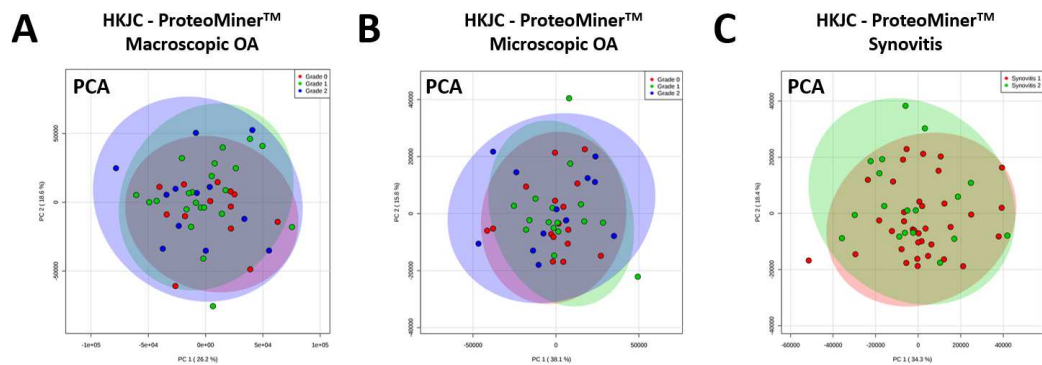 A
HKJC - ProteoMiner™
Macroscopic OA
PCA
Grade 0
Grade 1
Grade 2
50000
0
-50000
PC 2 ( 18.6 %)
-1e+05
-5e+04
0e+00
5e+04
1e+05
PC 1 ( 26.2 %)
B
HKJC - ProteoMiner™
Microscopic OA
PCA
Grade 0
Grade 1
Grade 2
40000
20000
0
-20000
-40000
PC 2 ( 15.8 %)
-50000
0
50000
PC 1 ( 38.1 %)
C
HKJC - ProteoMiner™
Synovitis
PCA
Synovitis 1
Synovitis 2
40000
20000
0
-20000
-40000
PC 2 ( 18.4 %)
-60000
-40000
-20000
0
20000
40000
PC 1 ( 34.3 %)